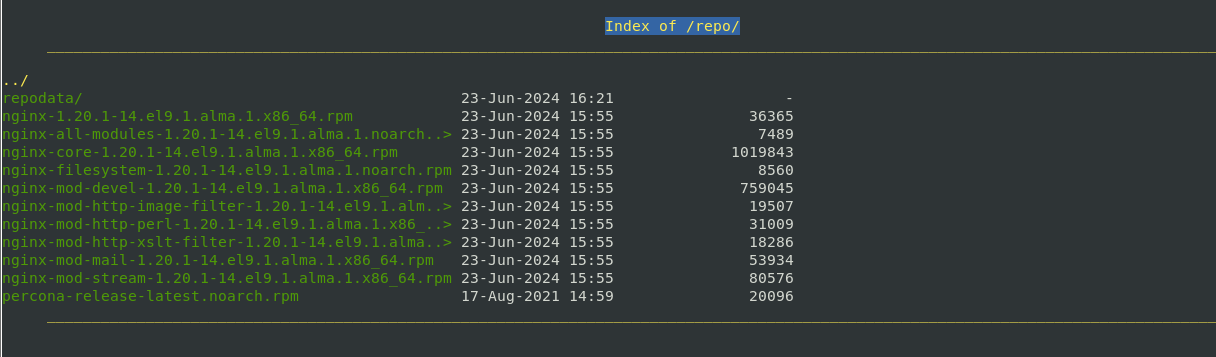 Index of /repo/
../
repodata/ 23-Jun-2024 16:21 -
nginx-1.20.1-14.el9.1.alma.1.x86_64.rpm 23-Jun-2024 15:55 36365
nginx-all-modules-1.20.1-14.el9.1.alma.1.noarch..> 23-Jun-2024 15:55 7489
nginx-core-1.20.1-14.el9.1.alma.1.x86_64.rpm 23-Jun-2024 15:55 1019843
nginx-filesystem-1.20.1-14.el9.1.alma.1.noarch.rpm 23-Jun-2024 15:55 8560
nginx-mod-devel-1.20.1-14.el9.1.alma.1.x86_64.rpm 23-Jun-2024 15:55 759045
nginx-mod-http-image-filter-1.20.1-14.el9.1.alm..> 23-Jun-2024 15:55 19507
nginx-mod-http-perl-1.20.1-14.el9.1.alma.1.x86_..> 23-Jun-2024 15:55 31009
nginx-mod-http-xslt-filter-1.20.1-14.el9.1.alma..> 23-Jun-2024 15:55 18286
nginx-mod-mail-1.20.1-14.el9.1.alma.1.x86_64.rpm 23-Jun-2024 15:55 53934
nginx-mod-stream-1.20.1-14.el9.1.alma.1.x86_64.rpm 23-Jun-2024 15:55 80576
percona-release-latest.noarch.rpm 17-Aug-2021 14:59 20096